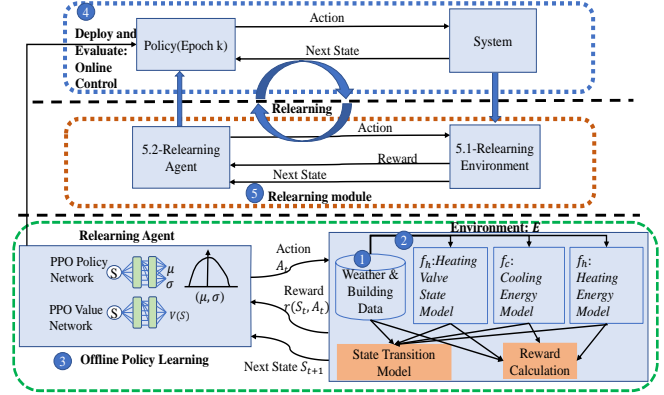 4
Deploy and
Evaluate:
Online
Control
Policy(Epoch k)
Action
Next State
System
Relearning
5.2-Relearning
Agent
Action
Reward
Next State
5.1-Relearning
Environment
5 Relearning module
Relearning Agent
PPO Policy
Network
S
μ
σ
(μ, σ)
PPO Value
Network
S
V(S)
3 Offline Policy Learning
Action
A_t
Reward
r(S_t, A_t)
Next State S_{t+1}
Environment: E
1
2
Weather &
Building
Data
f_h:Heating
Valve
State
Model
f_c:
Cooling
Energy
Model
f_h:
Heating
Energy
Model
State Transition
Model
Reward
Calculation